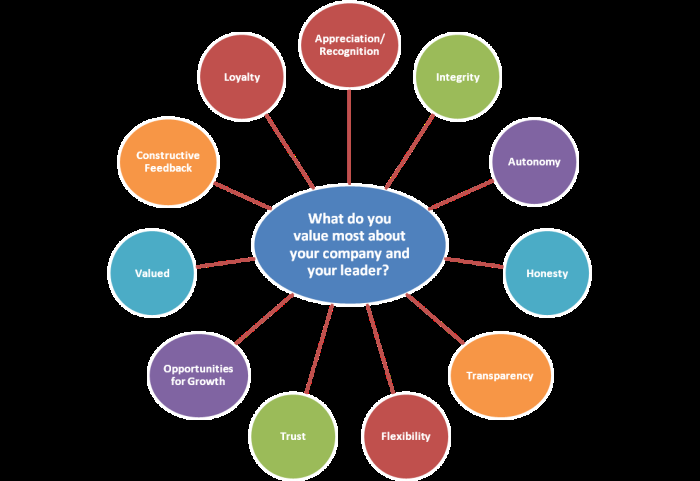 Appreciation/
Recognition
Integrity
Autonomy
Honesty
Transparency
Flexibility
Trust
Opportunities
for Growth
Valued
Constructive
Feedback
Loyalty
What do you
value most about
your company and
your leader?